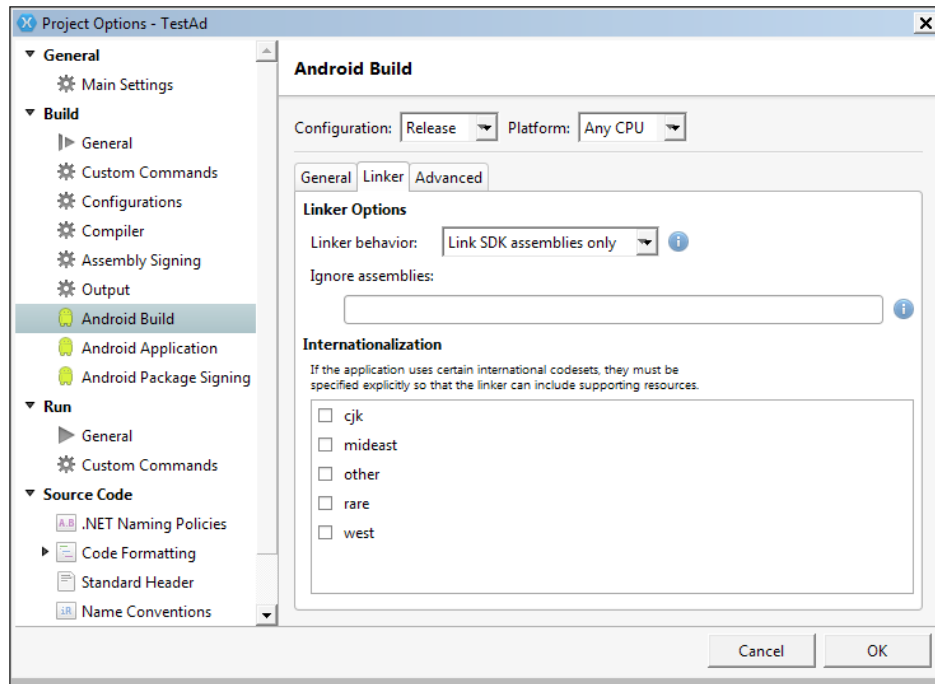 Project Options - TestAd
General
Main Settings
Build
General
Custom Commands
Configurations
Compiler
Assembly Signing
Output
Android Build
Android Application
Android Package Signing
Run
General
Custom Commands
Source Code
A.B .NET Naming Policies
Code Formatting
Standard Header
iR Name Conventions
Android Build
Configuration: Release Platform: Any CPU
General Linker Advanced
Linker Options
Linker behavior: Link SDK assemblies only i
Ignore assemblies:
i
Internationalization
If the application uses certain international codesets, they must be
specified explicitly so that the linker can include supporting resources.
cjk
mideast
other
rare
west
Cancel OK